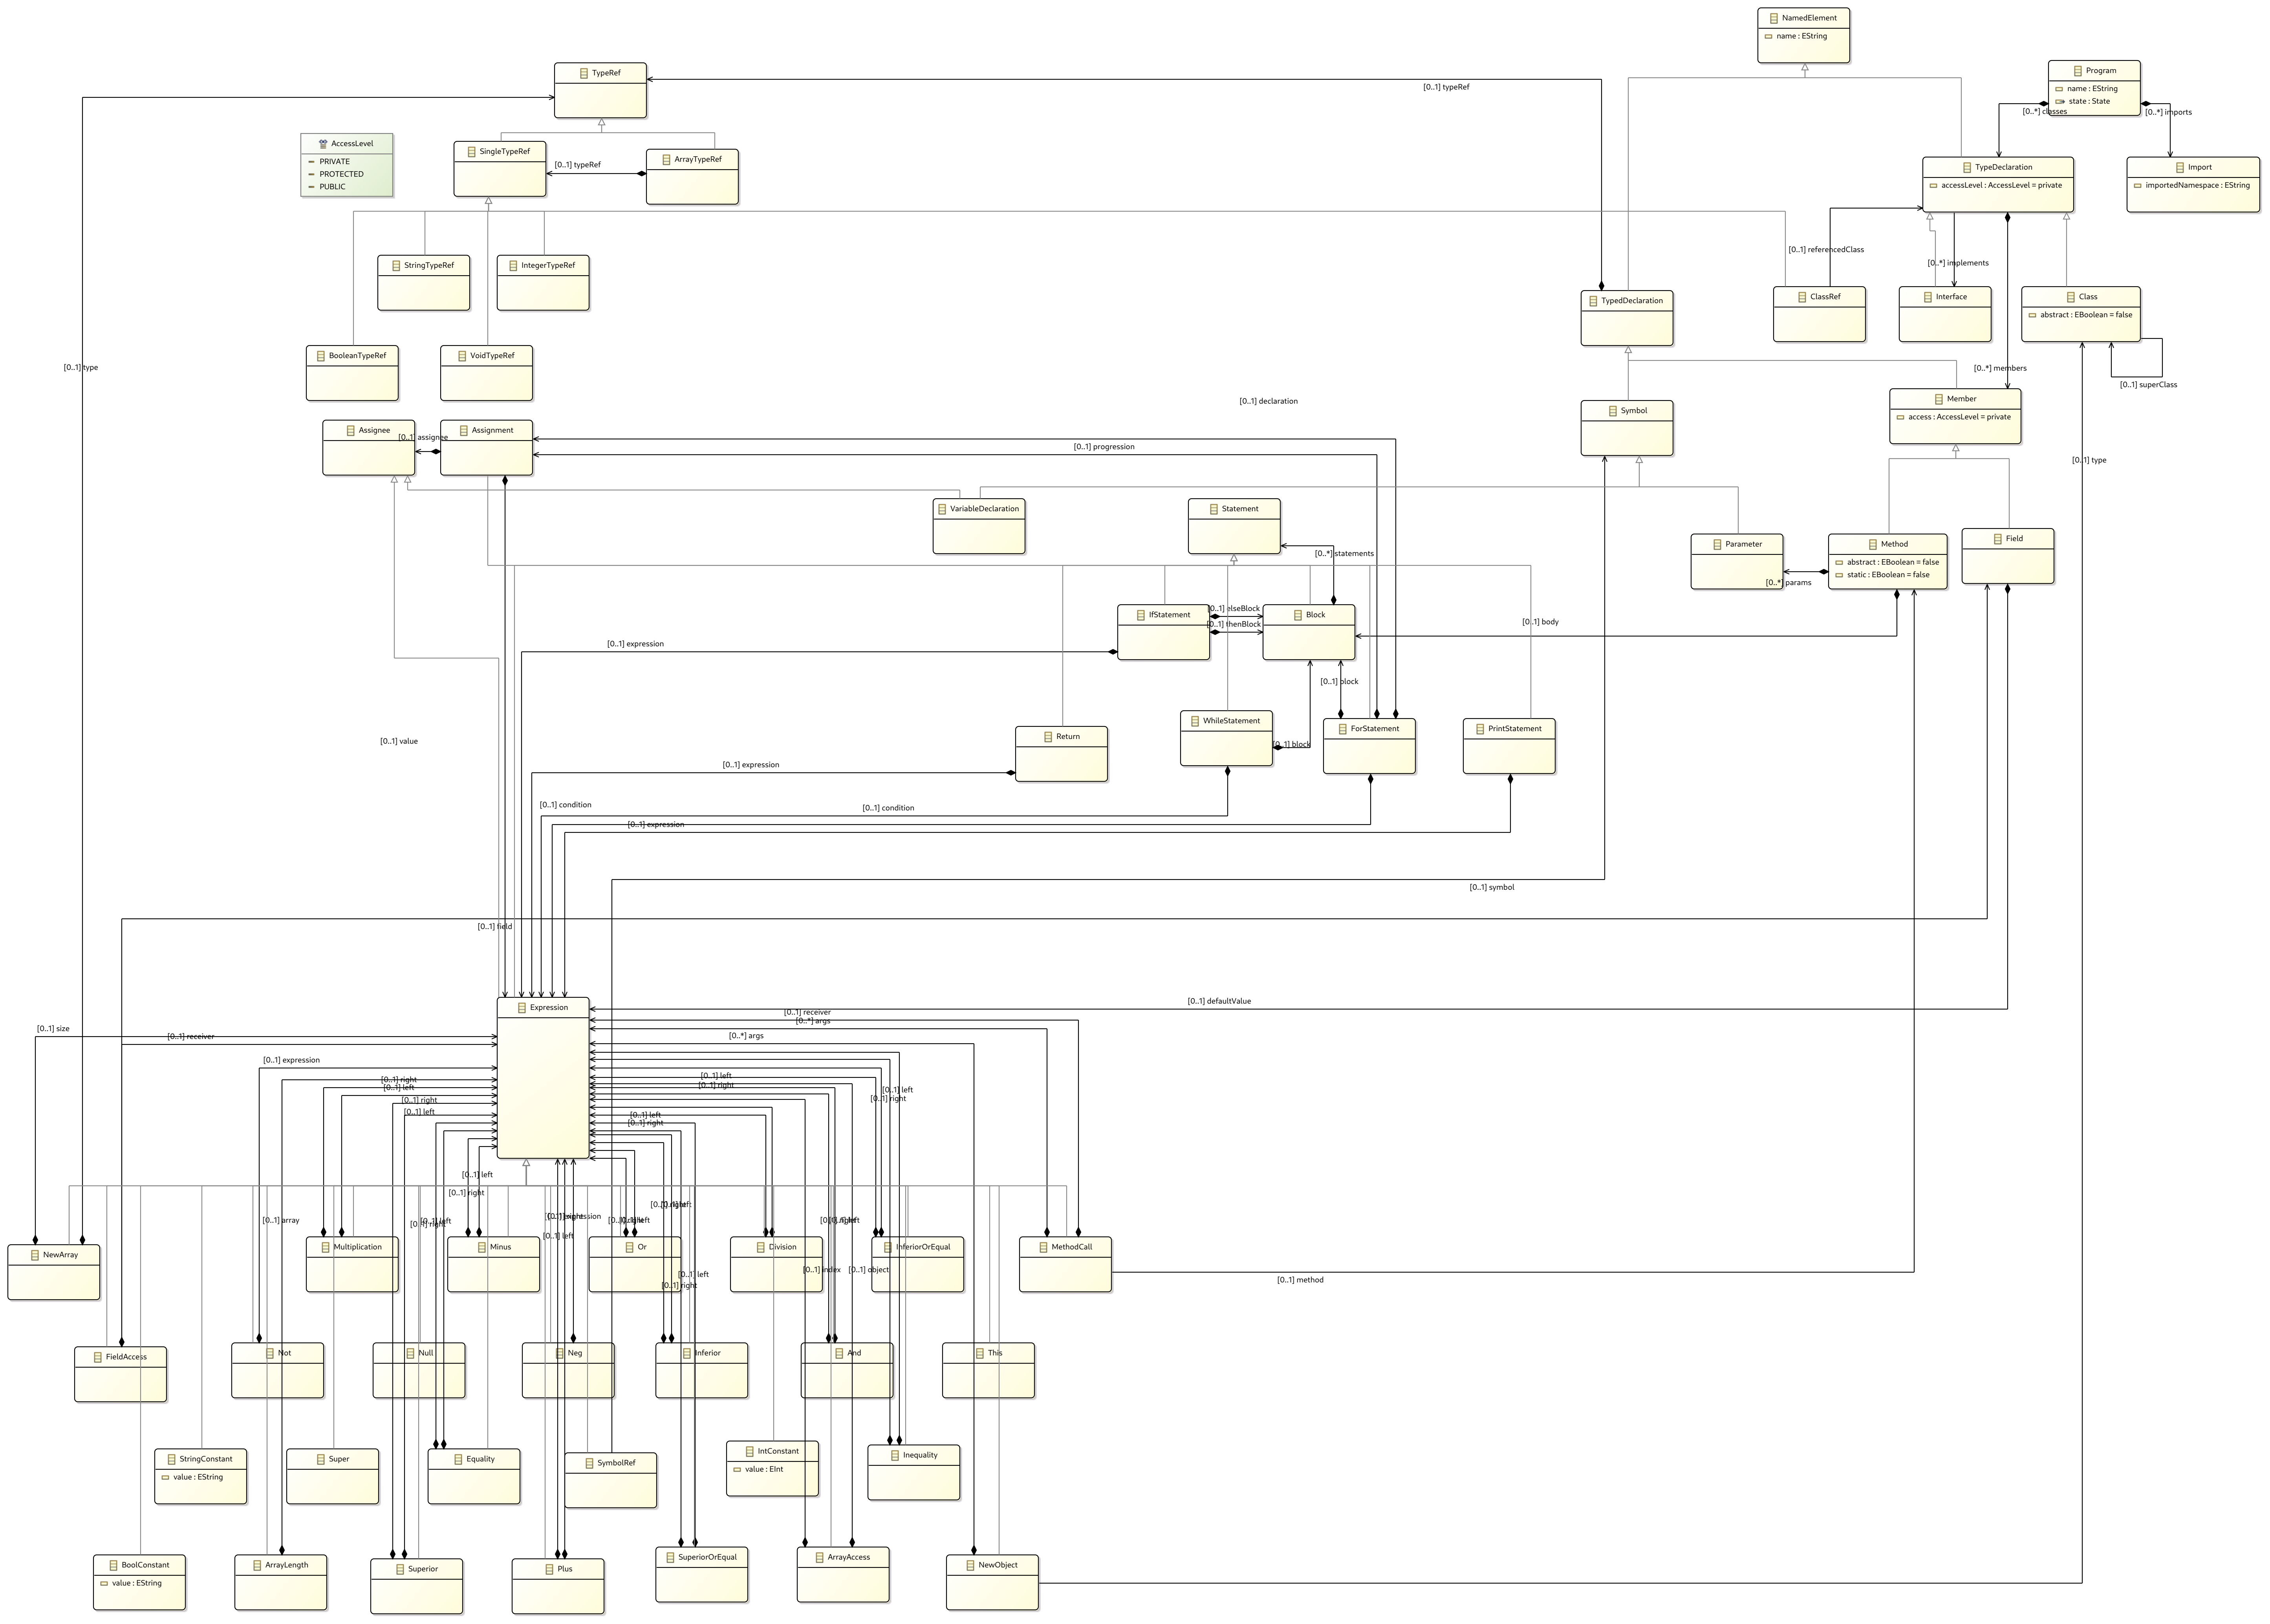 NamedElement
name : EString
TypeRef
Program
name : EString
state : State
[0..1] typeRef
[0..*] classes
[0..*] imports
AccessLevel
PRIVATE
PROTECTED
PUBLIC
SingleTypeRef
[0..1] typeRef
ArrayTypeRef
TypeDeclaration
accessLevel : AccessLevel = private
Import
importedNamespace : EString
[0..1] referencedClass
[0..*] implements
StringTypeRef
IntegerTypeRef
TypedDeclaration
ClassRef
Interface
Class
abstract : EBoolean = false
BooleanTypeRef
VoidTypeRef
[0..1] type
[0..*] members
[0..1] superClass
[0..1] declaration
Symbol
Member
access : AccessLevel = private
Assignee
[0..1] assignee
Assignment
[0..1] progression
[0..1] type
VariableDeclaration
Statement
[0..*] statements
Parameter
Method
abstract : EBoolean = false
static : EBoolean = false
Field
[0..*] params
IfStatement
[0..1] elseBlock
[0..1] thenBlock
Block
[0..1] body
[0..1] expression
[0..1] block
Return
WhileStatement
[0..1] block
ForStatement
PrintStatement
[0..1] value
[0..1] expression
[0..1] condition
[0..1] condition
[0..1] expression
[0..1] symbol
[0..1] field
Expression
[0..1] defaultValue
[0..1] receiver
[0..*] args
[0..1] size
[0..1] receiver
[0..*] args
[0..1] expression
[0..1] right
[0..1] left
[0..1] left
[0..1] right
[0..1] left
[0..1] right
[0..1] right
[0..1] left
[0..1] left
[0..1] right
[0..1] left
[0..1] right
[0..1] array
[0..1] left
NewArray
Multiplication
Minus
Or
Division
InferiorOrEqual
MethodCall
[0..1] left
[0..1] right
[0..1] index
[0..1] object
[0..1] method
FieldAccess
Not
Null
Neg
Inferior
And
This
StringConstant
value : EString
Super
Equality
SymbolRef
IntConstant
value : EInt
Inequality
BoolConstant
value : EString
ArrayLength
Superior
Plus
SuperiorOrEqual
ArrayAccess
NewObject